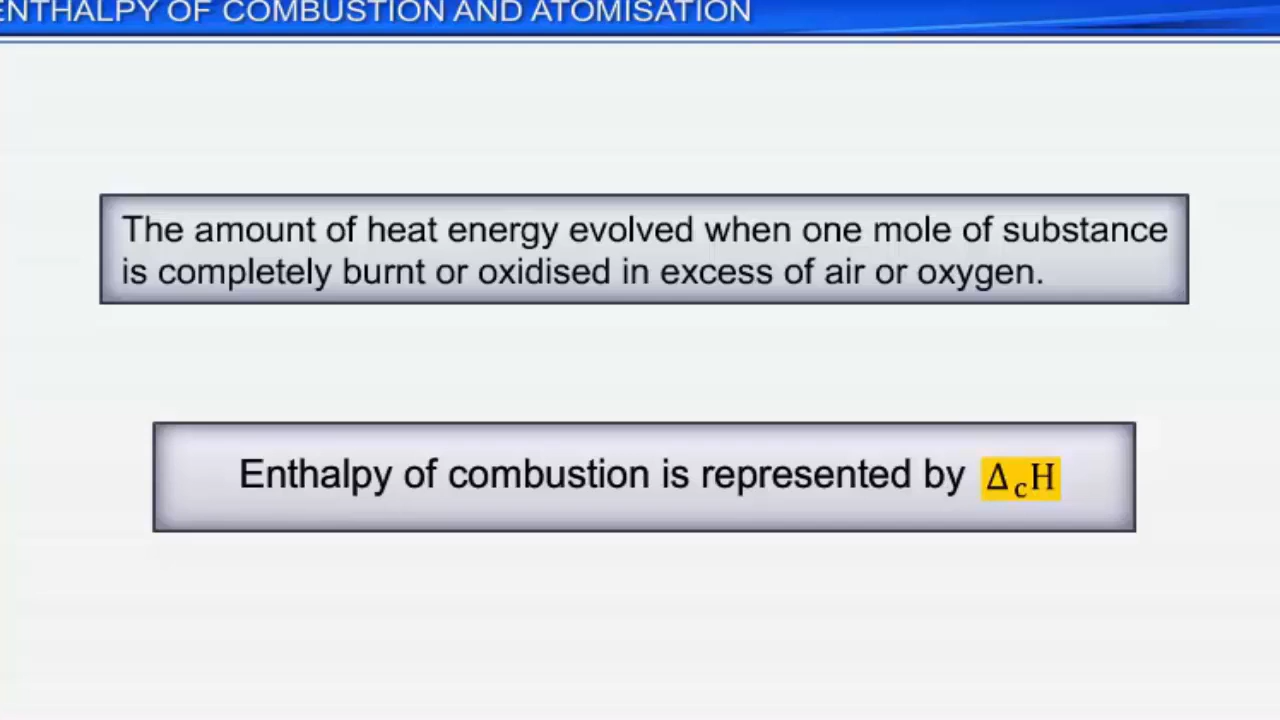 ENTHALPY OF COMBUSTION AND ATOMISATION
The amount of heat energy evolved when one mole of substance
is completely burnt or oxidised in excess of air or oxygen.
Enthalpy of combustion is represented by ΔcH